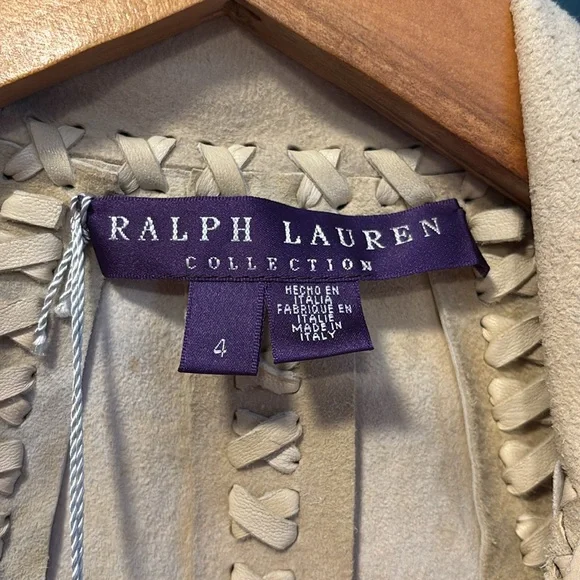 RALPH LAUREN
COLLECTION
4
HECHO EN
ITALIA
FABRIQUE EN
ITALIE
MADE IN
ITALY